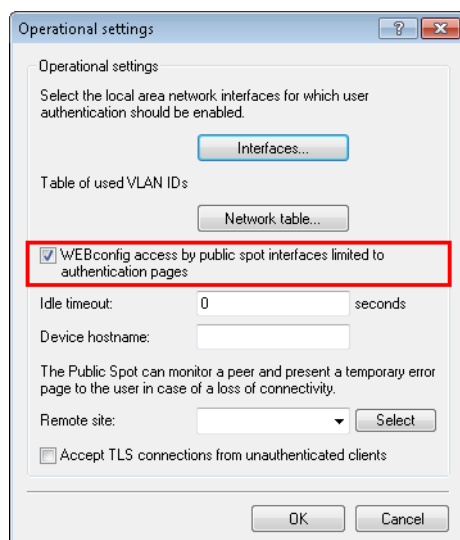 Operational settings
Operational settings
Select the local area network interfaces for which user
authentication should be enabled.
Interfaces...
Table of used VLAN IDs
Network table...
WEBconfig access by public spot interfaces limited to
authentication pages
Idle timeout: 0 seconds
Device hostname:
The Public Spot can monitor a peer and present a temporary error
page to the user in case of a loss of connectivity.
Remote site: Select
Accept TLS connections from unauthenticated clients
OK Cancel